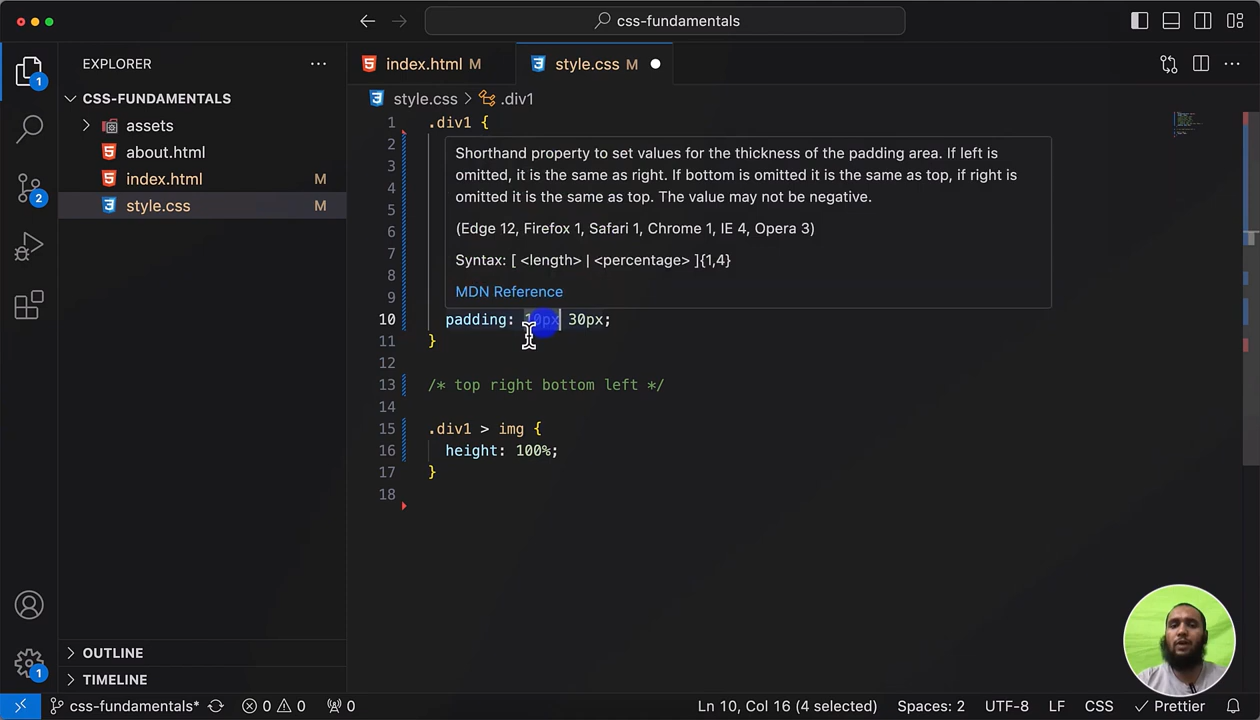 css-fundamentals
EXPLORER
index.html M
style.css M
CSS-FUNDAMENTALS
style.css > .div1
assets
about.html
index.html M
style.css M
1 .div1 {
2
3
4
5
6
7
8
9
Shorthand property to set values for the thickness of the padding area. If left is
omitted, it is the same as right. If bottom is omitted it is the same as top, if right is
omitted it is the same as top. The value may not be negative.
(Edge 12, Firefox 1, Safari 1, Chrome 1, IE 4, Opera 3)
Syntax: [ <length> | <percentage> ]{1,4}
MDN Reference
10 padding: 10px 30px;
11 }
12
13 /* top right bottom left */
14
15 .div1 > img {
16 height: 100%;
17 }
18
1
2
1
OUTLINE
TIMELINE
css-fundamentals* 0 0 0 Ln 10, Col 16 (4 selected) Spaces: 2 UTF-8 LF CSS Prettier